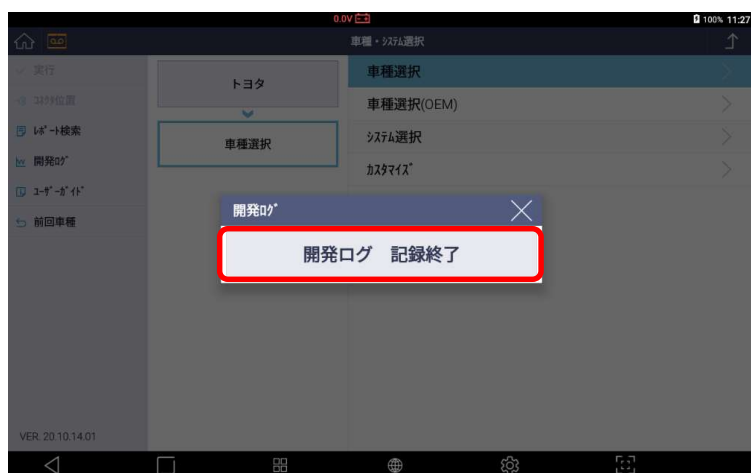 0.0V
100% 11:27
車種・ｼｽﾃﾑ選択
実行
ｺﾈｸﾀ位置
ﾚﾎﾟｰﾄ検索
開発ﾛｸﾞ
ﾕｰｻﾞｰｶﾞｲﾄﾞ
前回車種
VER. 20.10.14.01
トヨタ
車種選択
車種選択
車種選択(OEM)
ｼｽﾃﾑ選択
ｶｽﾀﾏｲｽﾞ
開発ﾛｸﾞ
開発ログ　記録終了